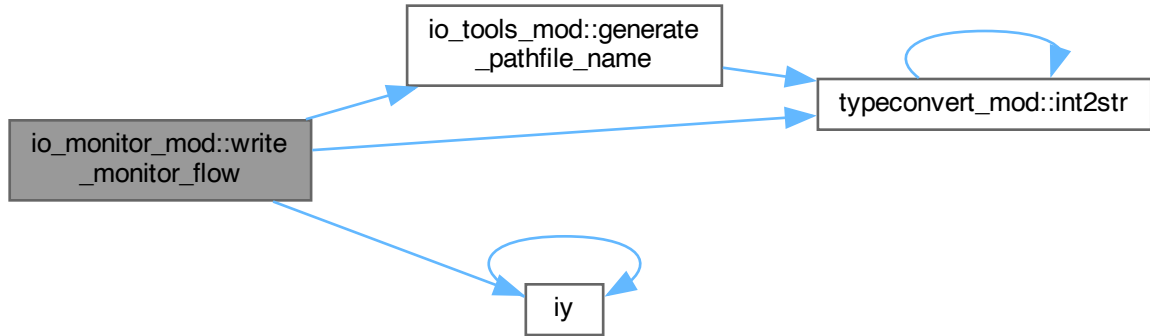 io_tools_mod::generate
_pathfile_name
typeconvert_mod::int2str
io_monitor_mod::write
_monitor_flow
iy